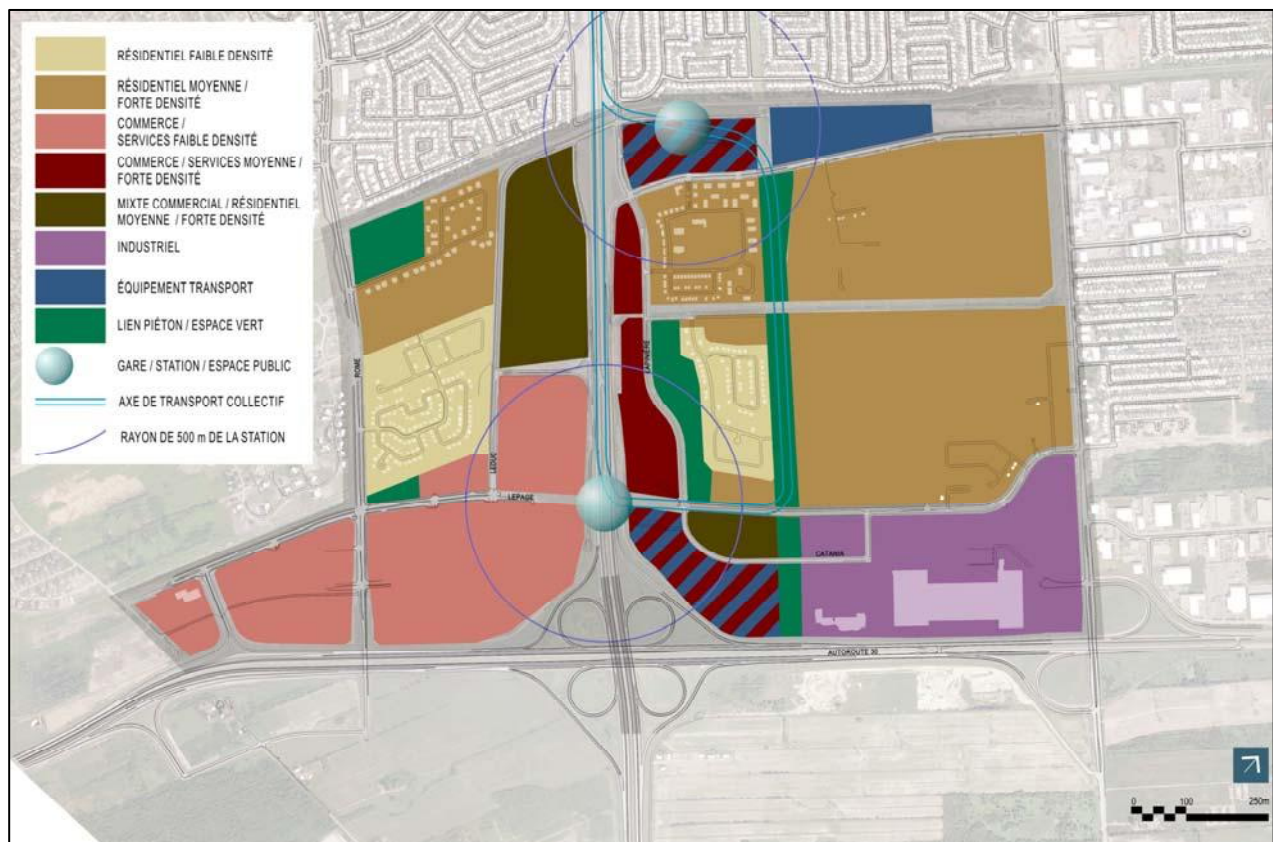 RÉSIDENTIEL FAIBLE DENSITÉ
RÉSIDENTIEL MOYENNE /
FORTE DENSITÉ
COMMERCE /
SERVICES FAIBLE DENSITÉ
COMMERCE / SERVICES MOYENNE /
FORTE DENSITÉ
MIXTE COMMERCIAL / RÉSIDENTIEL
MOYENNE / FORTE DENSITÉ
INDUSTRIEL
ÉQUIPEMENT TRANSPORT
LIEN PIÉTON / ESPACE VERT
GARE / STATION / ESPACE PUBLIC
AXE DE TRANSPORT COLLECTIF
RAYON DE 500 m DE LA STATION
ROME
LAPINIÈRE
LEDUC
LEPAGE
CATANIA
AUTOROUTE 30
0 100 250m